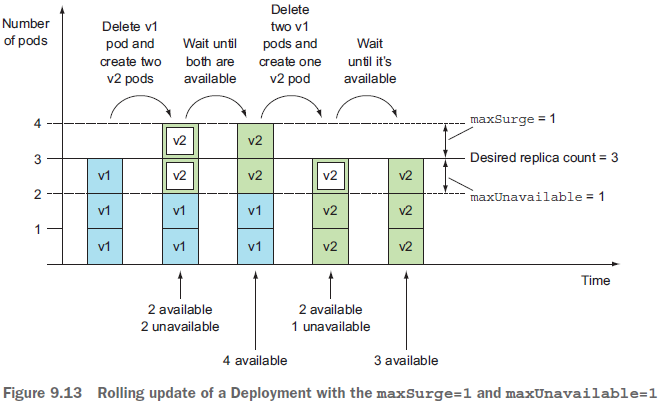 Number
of pods
Delete v1
pod and
create two
v2 pods
Wait until
both are
available
Delete
two v1
pods and
create one
v2 pod
Wait
until it's
available
4
3
2
1
v1
v1
v1
v2
v2
v1
v1
v2
v2
v1
v1
v2
v2
v2
v2
v2
v2
maxSurge = 1
Desired replica count = 3
maxUnavailable = 1
Time
2 available
2 unavailable
4 available
2 available
1 unavailable
3 available
Figure 9.13 Rolling update of a Deployment with the maxSurge=1 and maxUnavailable=1